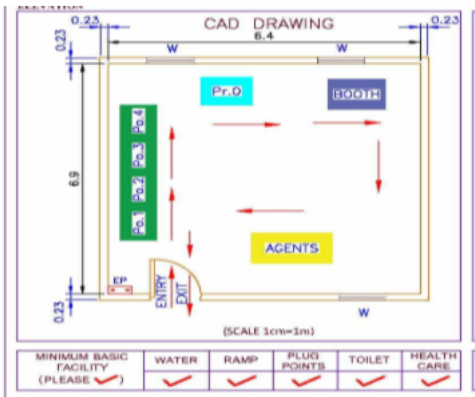 ELEVATION
CAD DRAWING
0.23
6.4
0.23
W
W
0.23
Pr.O
BOOTH
Po.1 Po.2 Po.3 Po.4
6.9
AGENTS
EP
ENTRY
EXIT
0.23
W
(SCALE 1cm=1m)
MINIMUM BASIC FACILITY (PLEASE ✓)
WATER
RAMP
PLUG POINTS
TOILET
HEALTH CARE